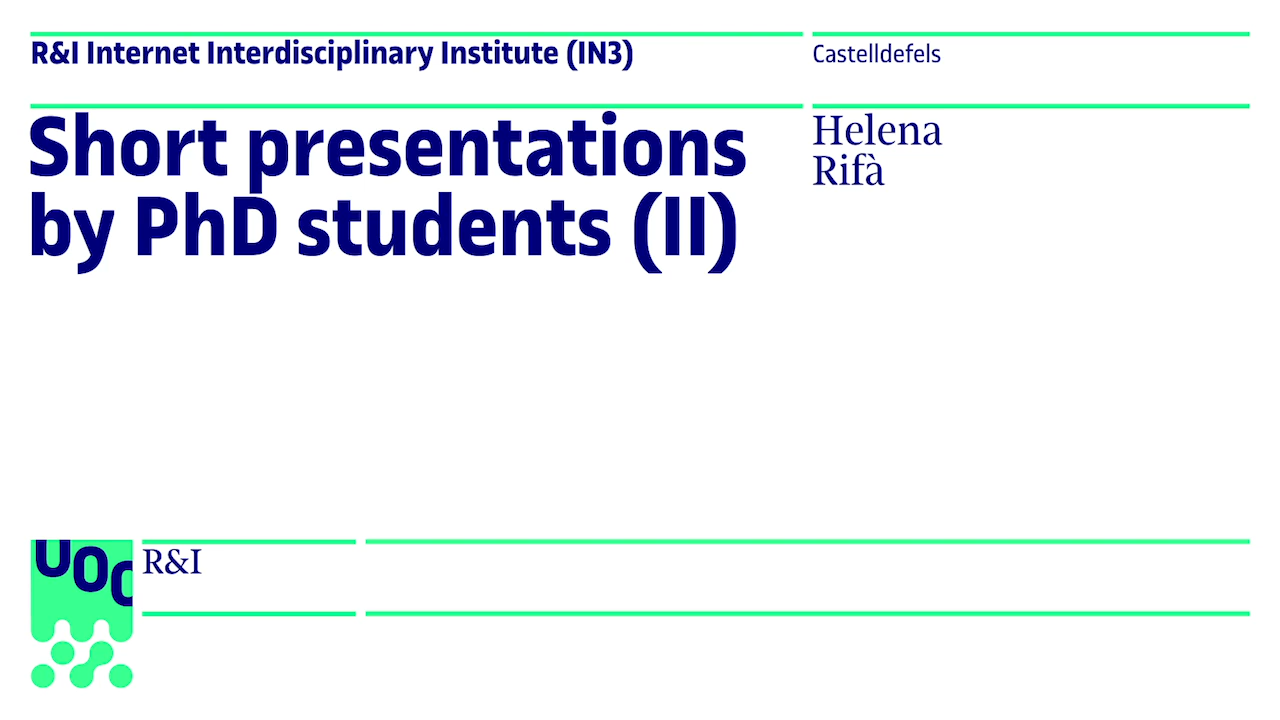 R&I Internet Interdisciplinary Institute (IN3)
Castelldefels
Short presentations
by PhD students (II)
Helena
Rifà
UOC
R&I